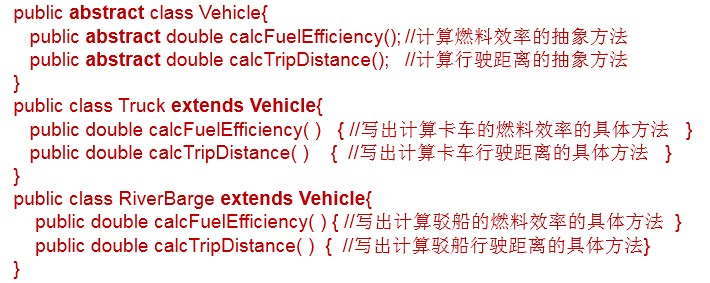 public abstract class Vehicle{
public abstract double calcFuelEfficiency(); //计算燃料效率的抽象方法
public abstract double calcTripDistance(); //计算行驶距离的抽象方法
}
public class Truck extends Vehicle{
public double calcFuelEfficiency( ) { //写出计算卡车的燃料效率的具体方法 }
public double calcTripDistance( ) { //写出计算卡车行驶距离的具体方法 }
}
public class RiverBarge extends Vehicle{
public double calcFuelEfficiency( ) { //写出计算驳船的燃料效率的具体方法 }
public double calcTripDistance( ) { //写出计算驳船行驶距离的具体方法}
}